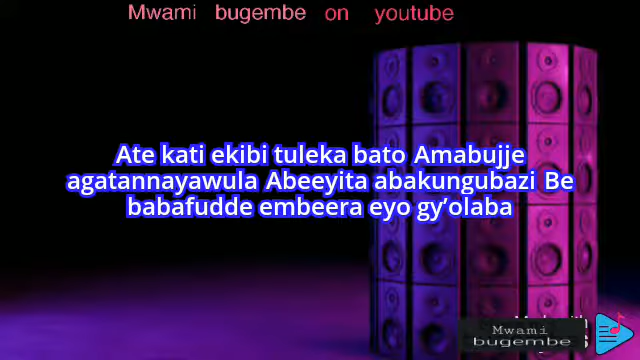 Mwami bugembe on youtube
Ate kati ekibi tuleka bato Amabujje
agatannayawula Abeeyita abakungubazi Be
babafudde embeera eyo gy’olaba
Mwami
bugembe